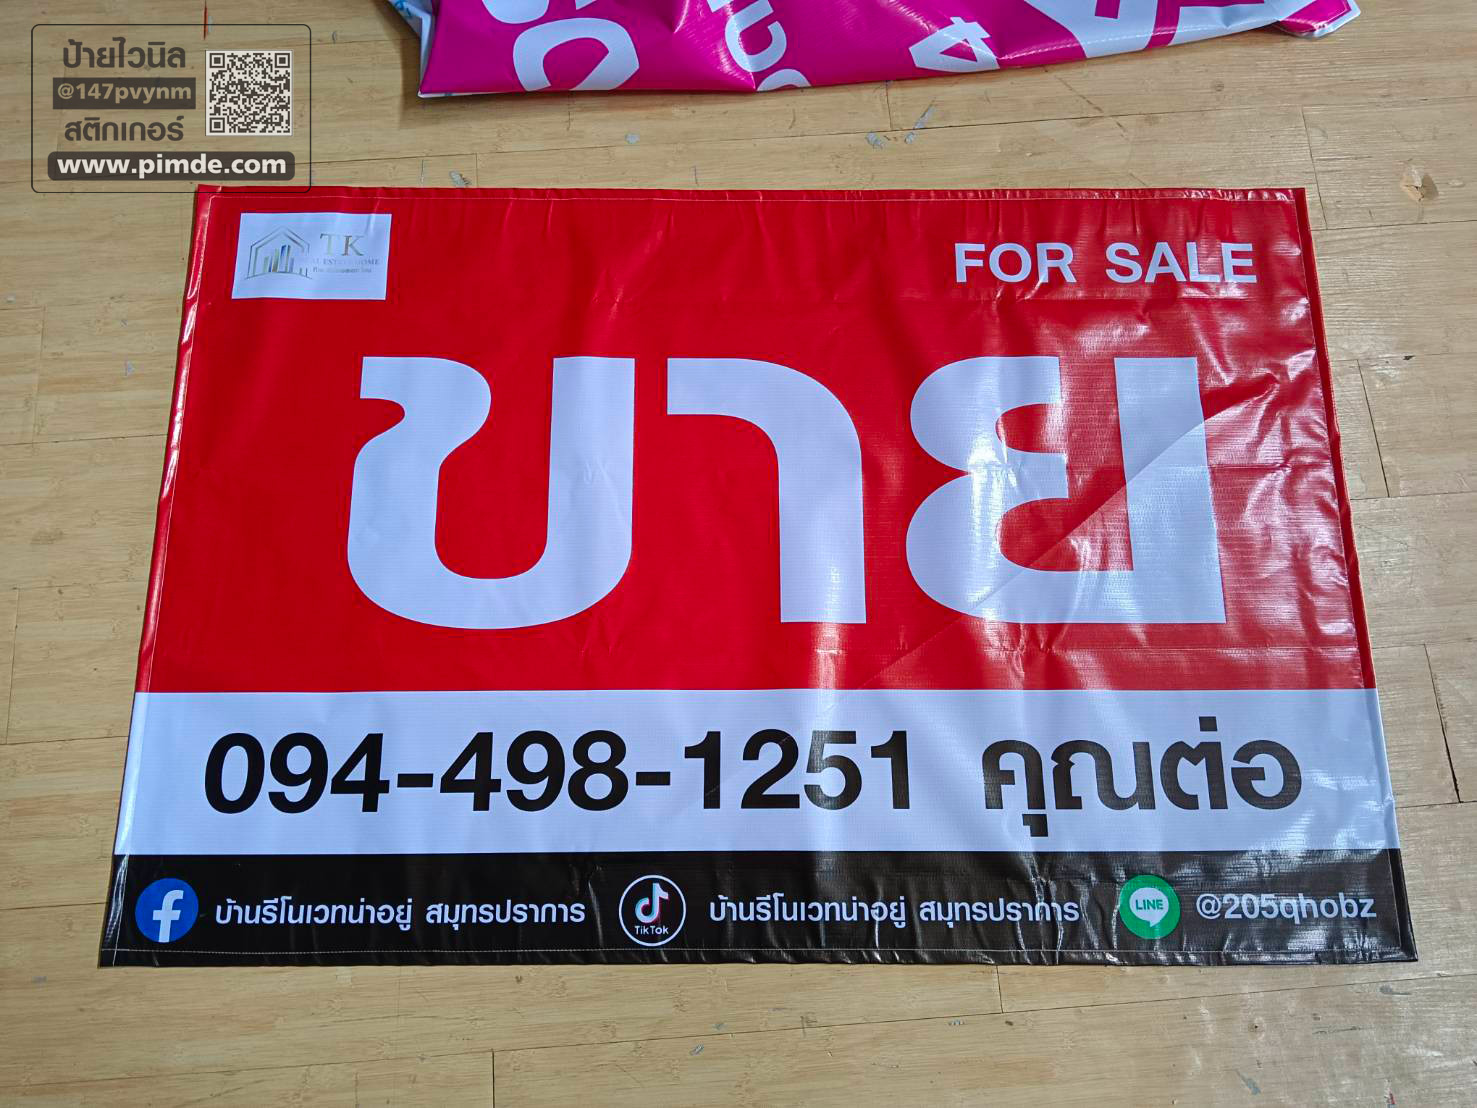 ป้ายไวนิล
@147pvynm
สติกเกอร์
www.pimde.com
TK
FOR SALE
ขาย
094-498-1251 คุณต่อ
บ้านรีโนเวทน่าอยู่ สมุทรปราการ
TikTok
บ้านรีโนเวทน่าอยู่ สมุทรปราการ
LINE
@205qhobz